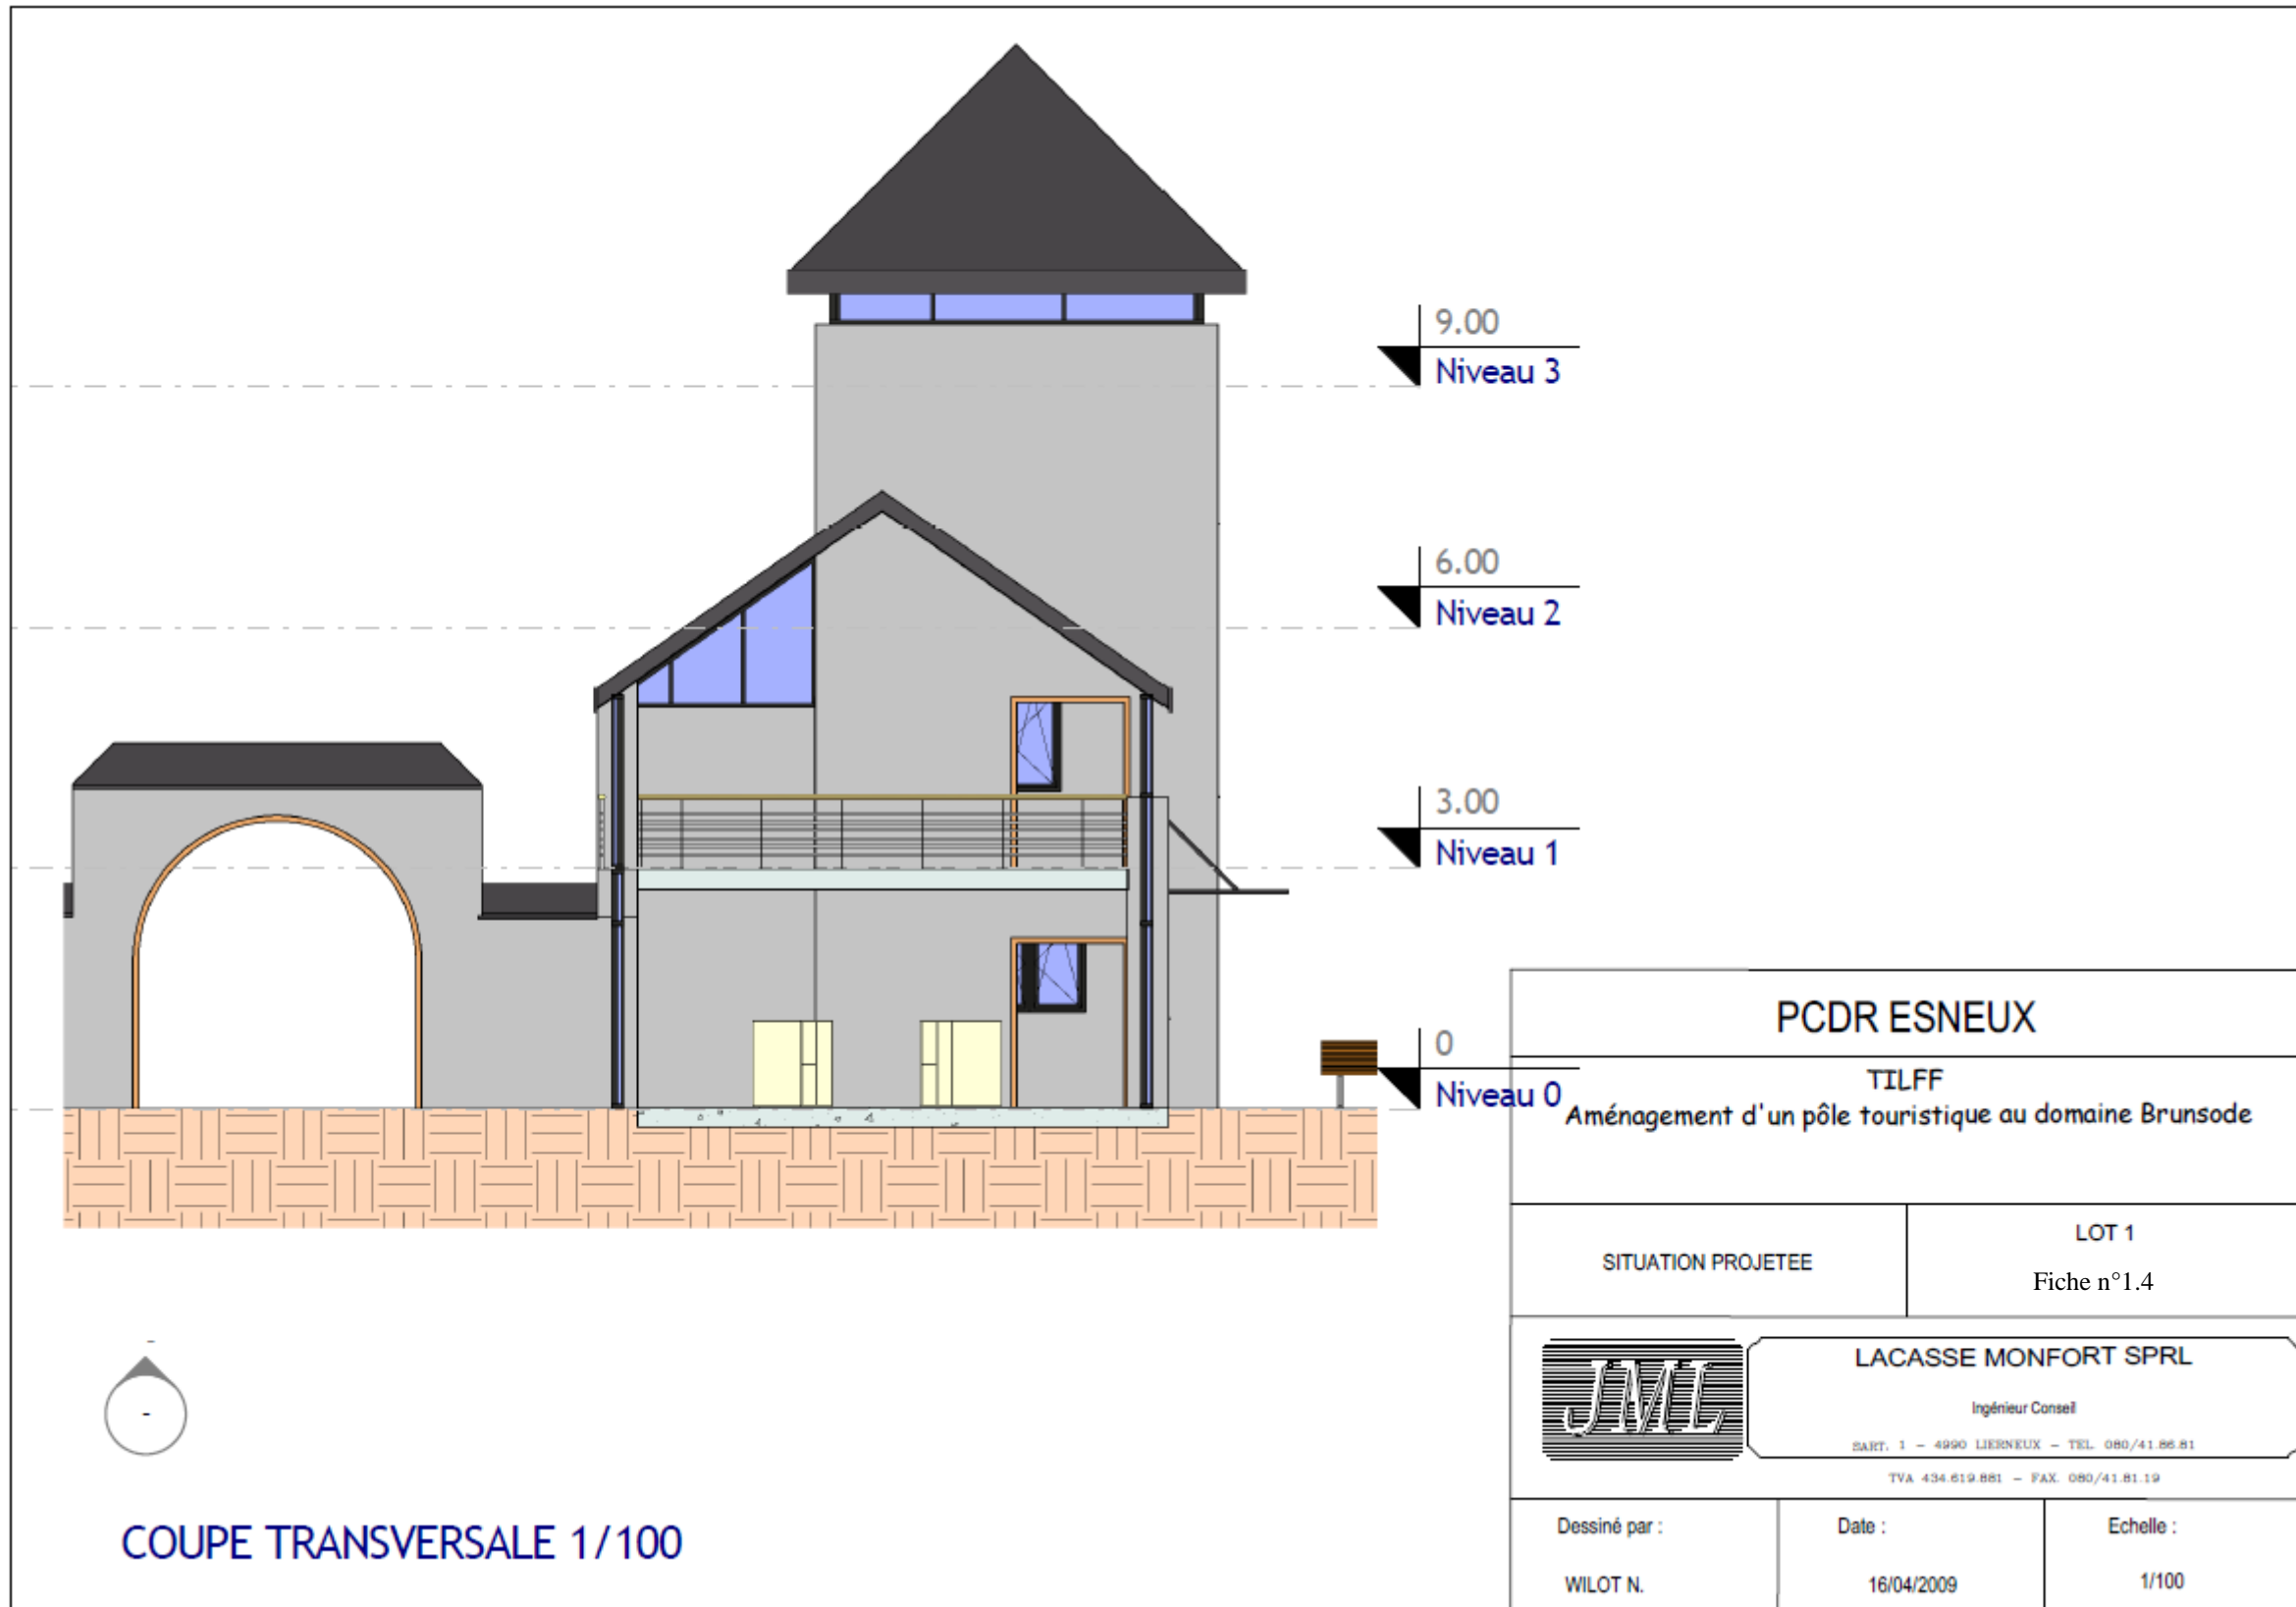 9.00
Niveau 3
6.00
Niveau 2
3.00
Niveau 1
0
Niveau 0
PCDR ESNEUX
TILFF
Aménagement d'un pôle touristique au domaine Brunsode
SITUATION PROJETEE
LOT 1
Fiche n°1.4
JML
LACASSE MONFORT SPRL
Ingénieur Conseil
SART. 1 - 4990 LIERNEUX - TEL. 080/41.86.81
TVA 434.619.881 - FAX. 080/41.81.19
Dessiné par :
WILOT N.
Date :
16/04/2009
Echelle :
1/100
-
-
COUPE TRANSVERSALE 1/100